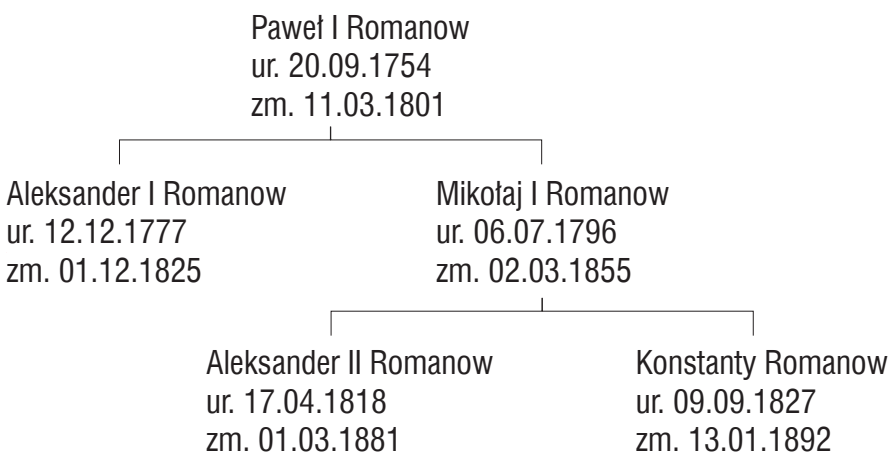 Paweł I Romanow
ur. 20.09.1754
zm. 11.03.1801
Aleksander I Romanow
ur. 12.12.1777
zm. 01.12.1825
Mikołaj I Romanow
ur. 06.07.1796
zm. 02.03.1855
Aleksander II Romanow
ur. 17.04.1818
zm. 01.03.1881
Konstanty Romanow
ur. 09.09.1827
zm. 13.01.1892